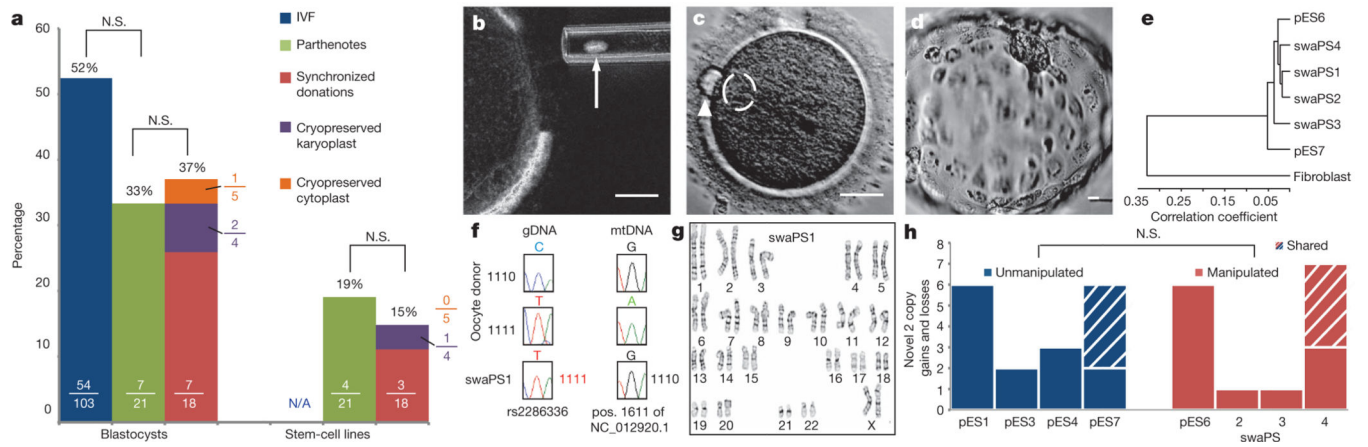 a
60
50
40
30
20
10
0
Percentage
N.S.
52%
N.S.
33%
37%
1
5
2
4
54
103
7
21
7
18
Blastocysts
IVF
Parthenotes
Synchronized
donations
Cryopreserved
karyoplast
Cryopreserved
cytoplast
N.S.
19%
15%
0
5
1
4
N/A
4
21
3
18
Stem-cell lines
b
c
d
e
pES6
swaPS4
swaPS1
swaPS2
swaPS3
pES7
Fibroblast
0.35 0.25 0.15 0.05
Correlation coefficient
f
gDNA mtDNA
C G
1110
T A
1111
T G
swaPS1 1111 1110
Oocyte donor
rs2286336 pos. 1611 of
NC_012920.1
g
swaPS1
1 2 3 4 5
6 7 8 9 10 11 12
13 14 15 16 17 18
19 20 21 22 X
h
N.S.
Shared
Unmanipulated Manipulated
8
7
6
5
4
3
2
1
0
Novel 2 copy
gains and losses
pES1 pES3 pES4 pES7 pES6 2 3 4
swaPS